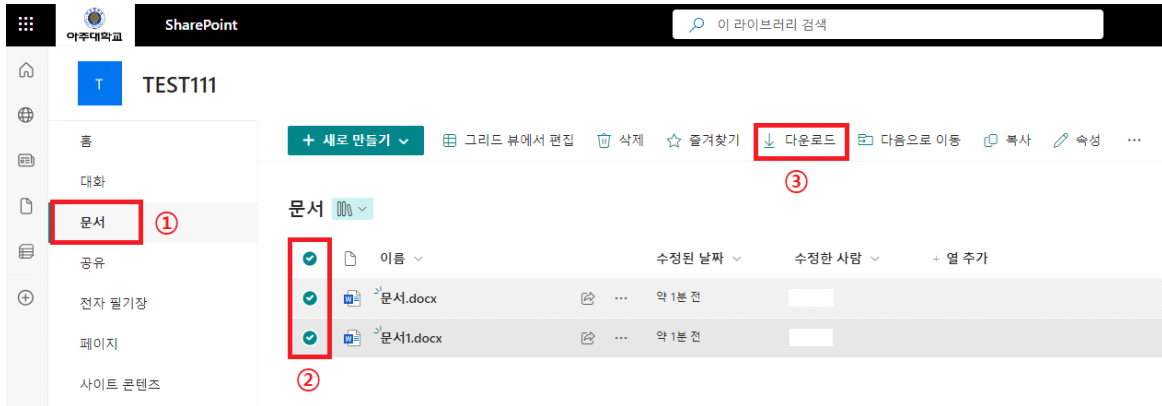 아주대학교
SharePoint
이 라이브러리 검색
T
TEST111
홈
대화
문서 ①
공유
전자 필기장
페이지
사이트 콘텐츠
+ 새로 만들기 그리드 뷰에서 편집 삭제 즐겨찾기 다운로드 다음으로 이동 복사 속성 ...
③
문서
이름 수정된 날짜 수정한 사람 + 열 추가
문서.docx ... 약 1분 전
문서1.docx ... 약 1분 전
②